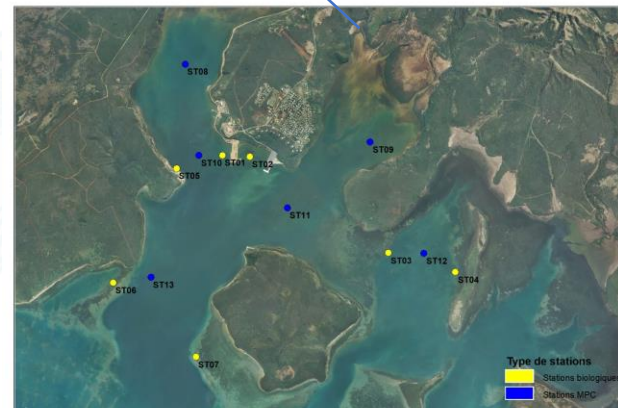 ST08
ST09
ST10 ST01 ST02
ST05
ST11
ST03 ST12
ST04
ST13
ST06
ST07
Type de stations
Stations biologiques
Stations MPC